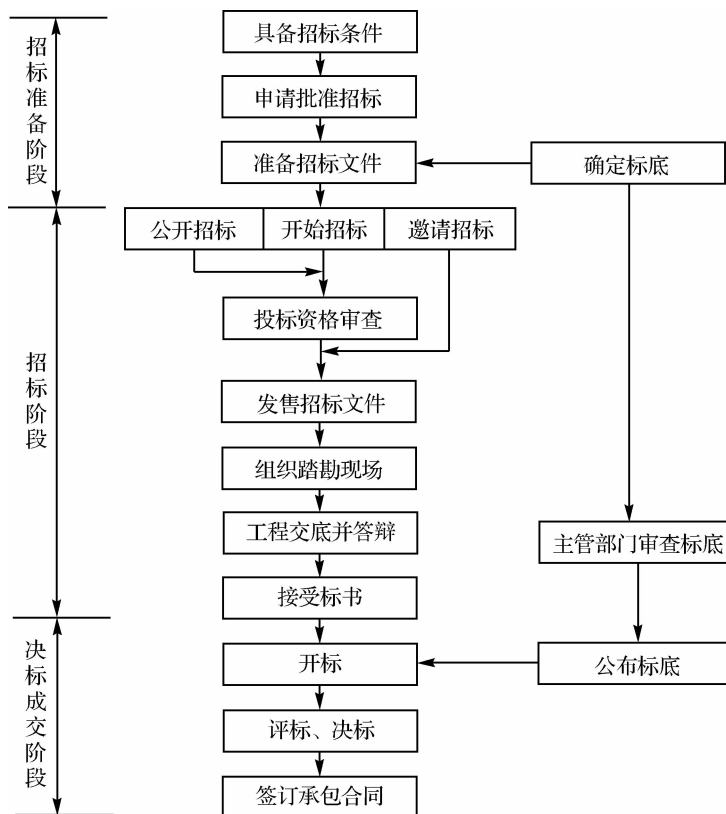 招标准备阶段
具备招标条件
申请批准招标
准备招标文件
确定标底
招标阶段
公开招标
开始招标
邀请招标
投标资格审查
发售招标文件
组织踏勘现场
工程交底并答辩
主管部门审查标底
接受标书
决标成交阶段
开标
公布标底
评标、决标
签订承包合同